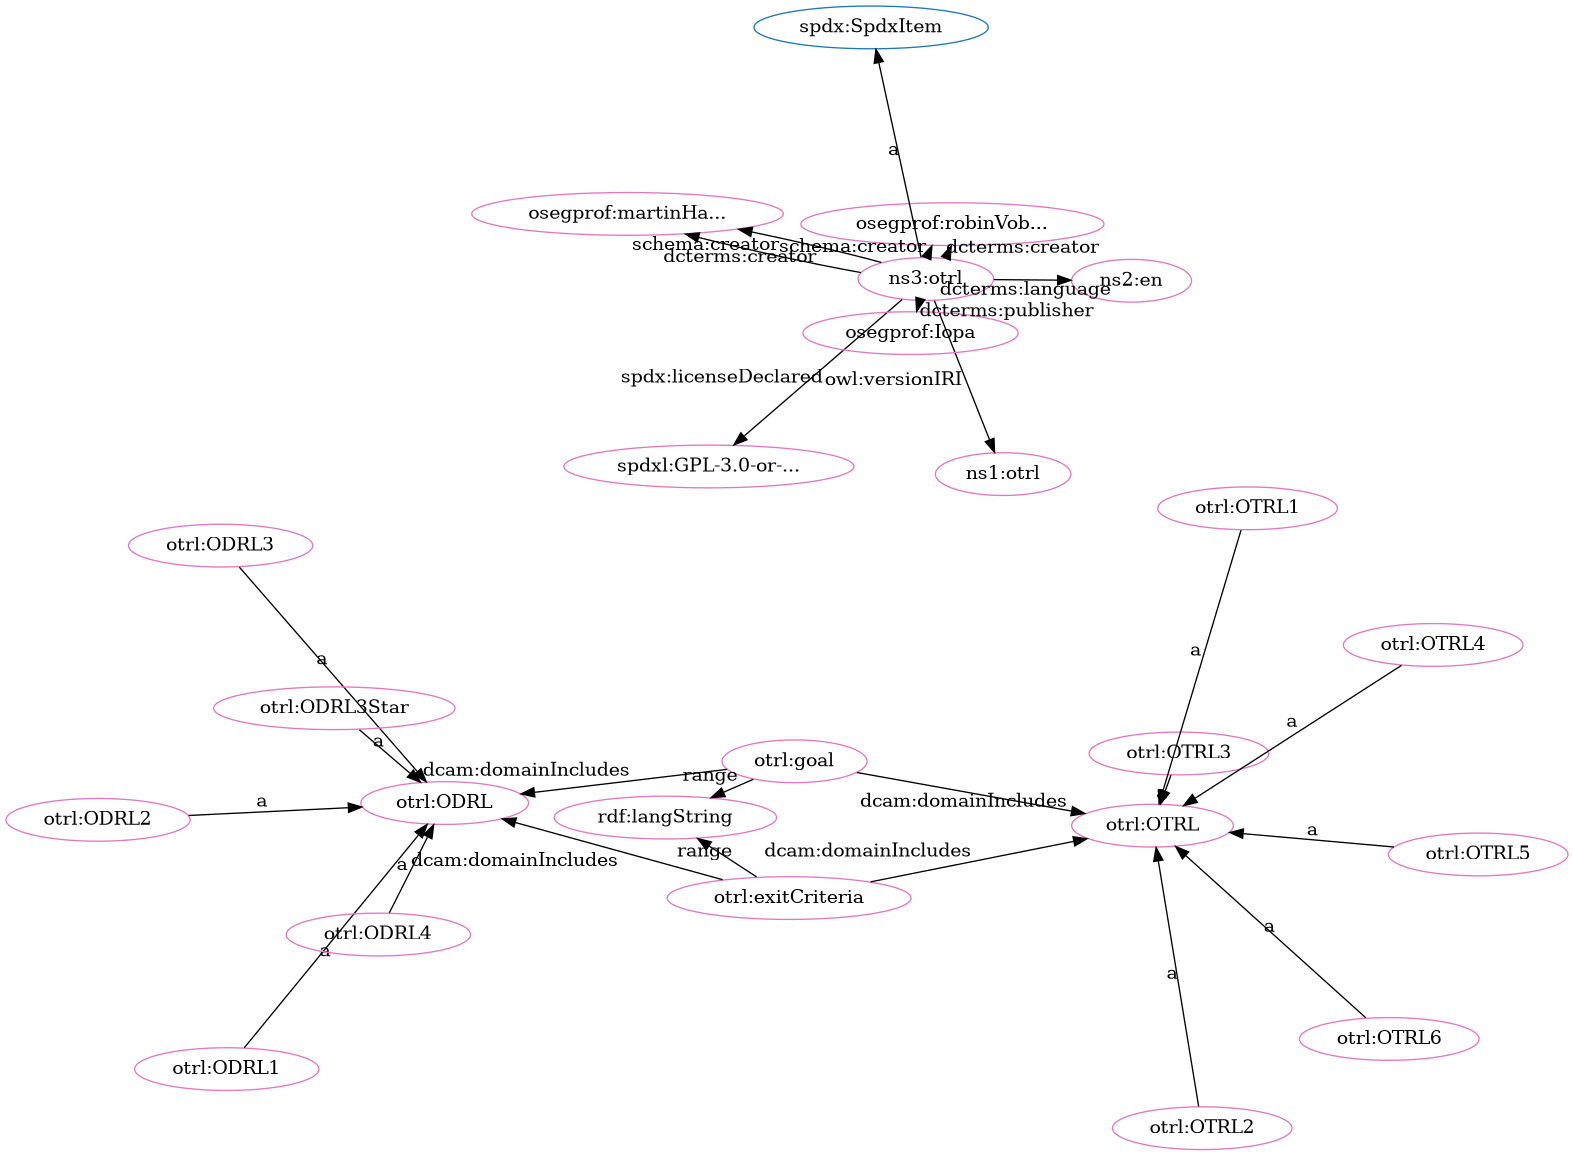 spdx:SpdxItem
a
osegprof:martinHa...
osegprof:robinVob...
schema:creator
schema:creator
dcterms:creator
dcterms:creator
ns3:otrl
ns2:en
dcterms:language
dcterms:publisher
osegprof:Iopa
spdx:licenseDeclared
owl:versionIRI
spdxl:GPL-3.0-or-...
ns1:otrl
otrl:OTRL1
otrl:ODRL3
otrl:OTRL4
a
a
otrl:ODRL3Star
a
a
otrl:OTRL3
otrl:goal
dcam:domainIncludes
range
otrl:ODRL
a
dcam:domainIncludes
otrl:ODRL2
rdf:langString
otrl:OTRL
a
otrl:OTRL5
a
dcam:domainIncludes
range
dcam:domainIncludes
otrl:exitCriteria
otrl:ODRL4
a
a
a
otrl:OTRL6
otrl:ODRL1
otrl:OTRL2